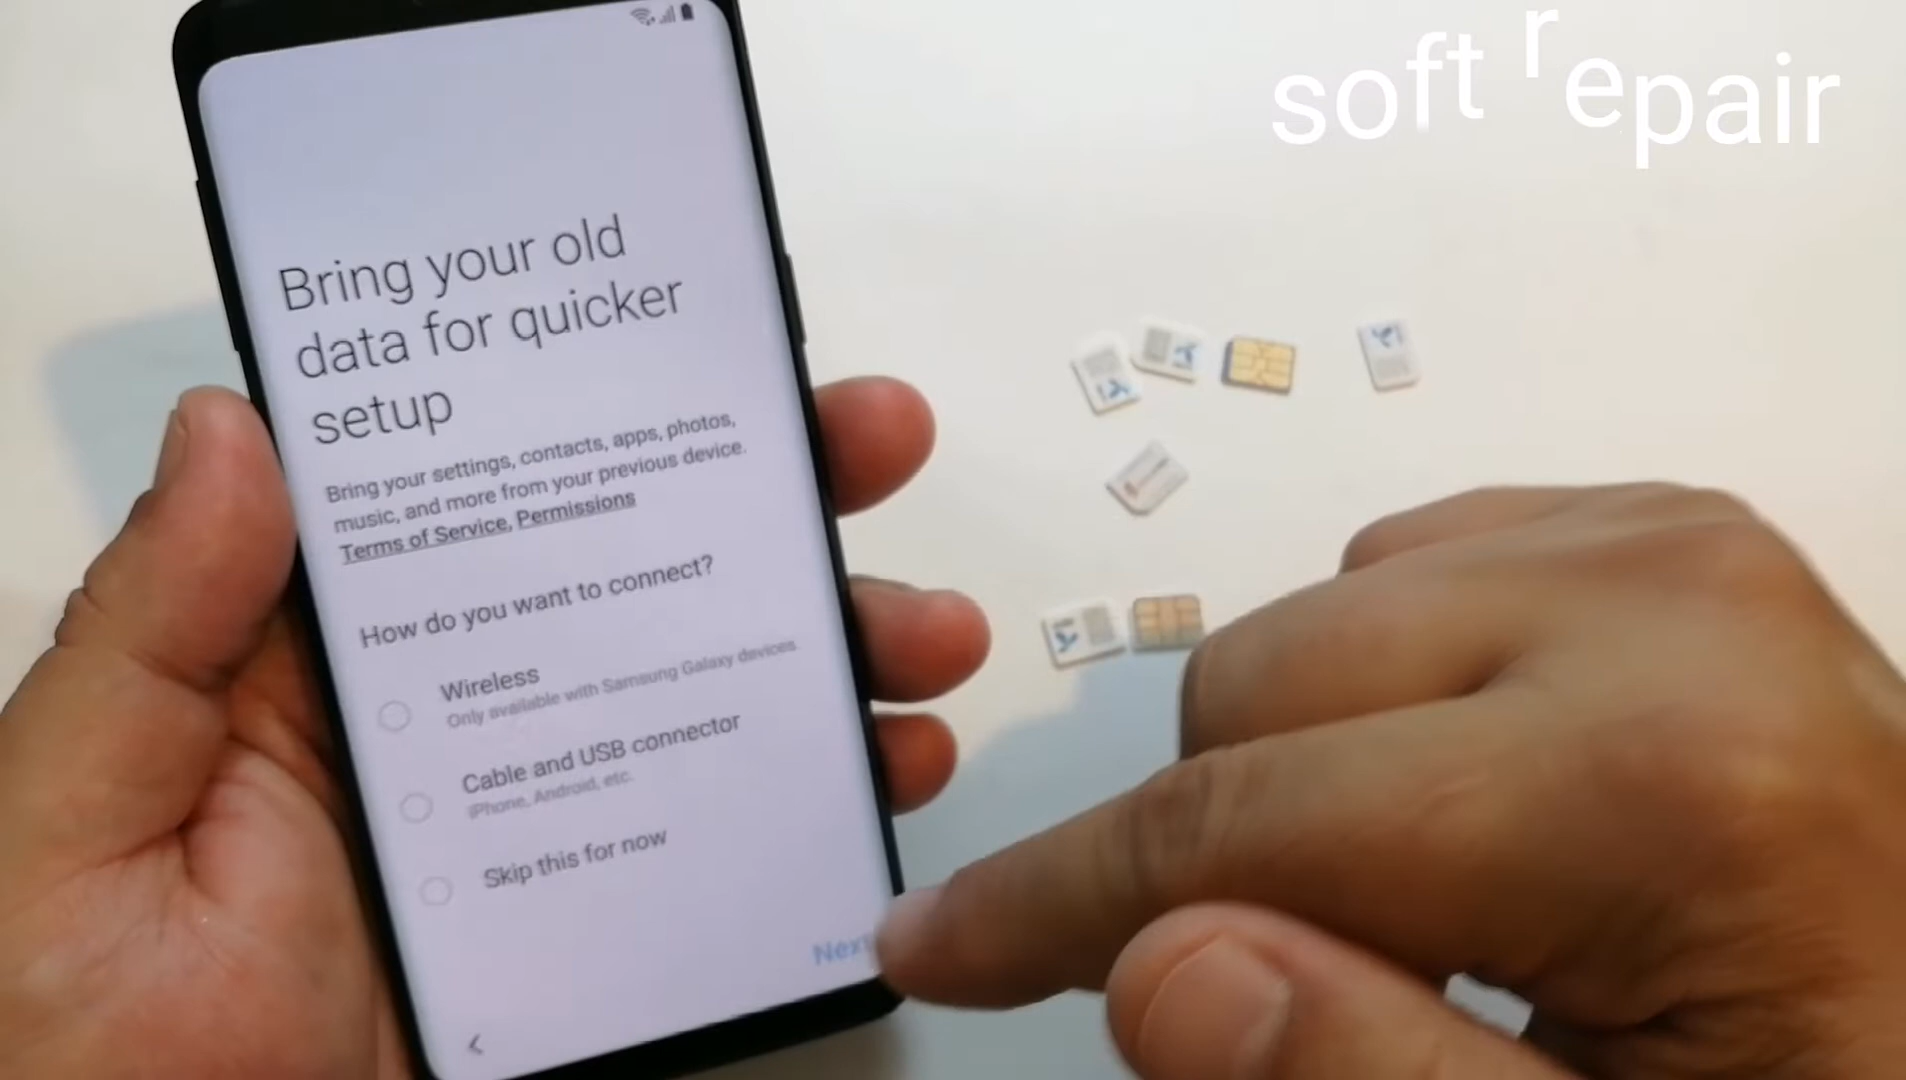 soft repair
Bring your old
data for quicker
setup
Bring your settings, contacts, apps, photos,
music, and more from your previous device.
Terms of Service, Permissions
How do you want to connect?
Wireless
Only available with Samsung Galaxy devices
Cable and USB connector
iPhone, Android, etc.
Skip this for now
Next